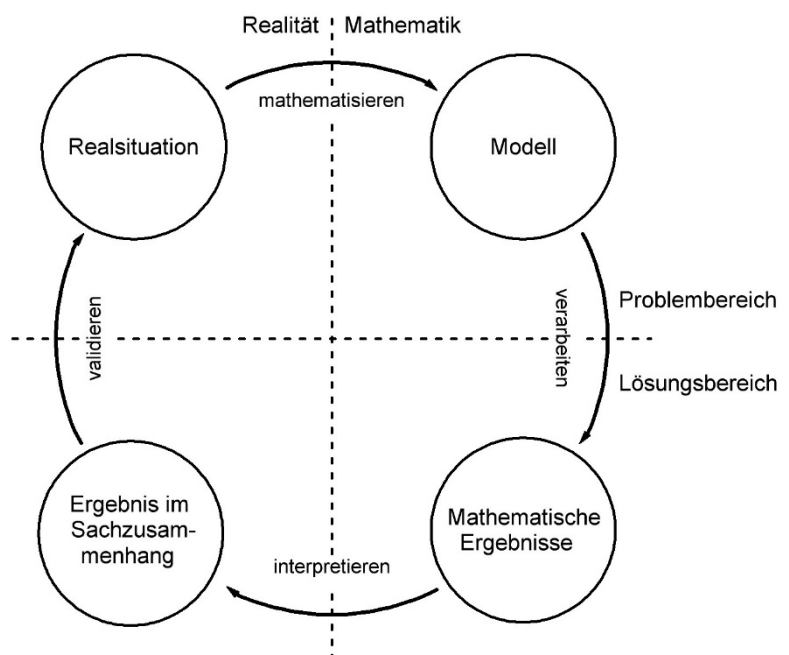 Realität Mathematik
mathematisieren
Realsituation
Modell
validieren
verarbeiten
Problembereich
Lösungsbereich
Ergebnis im
Sachzusam-
menhang
Mathematische
Ergebnisse
interpretieren